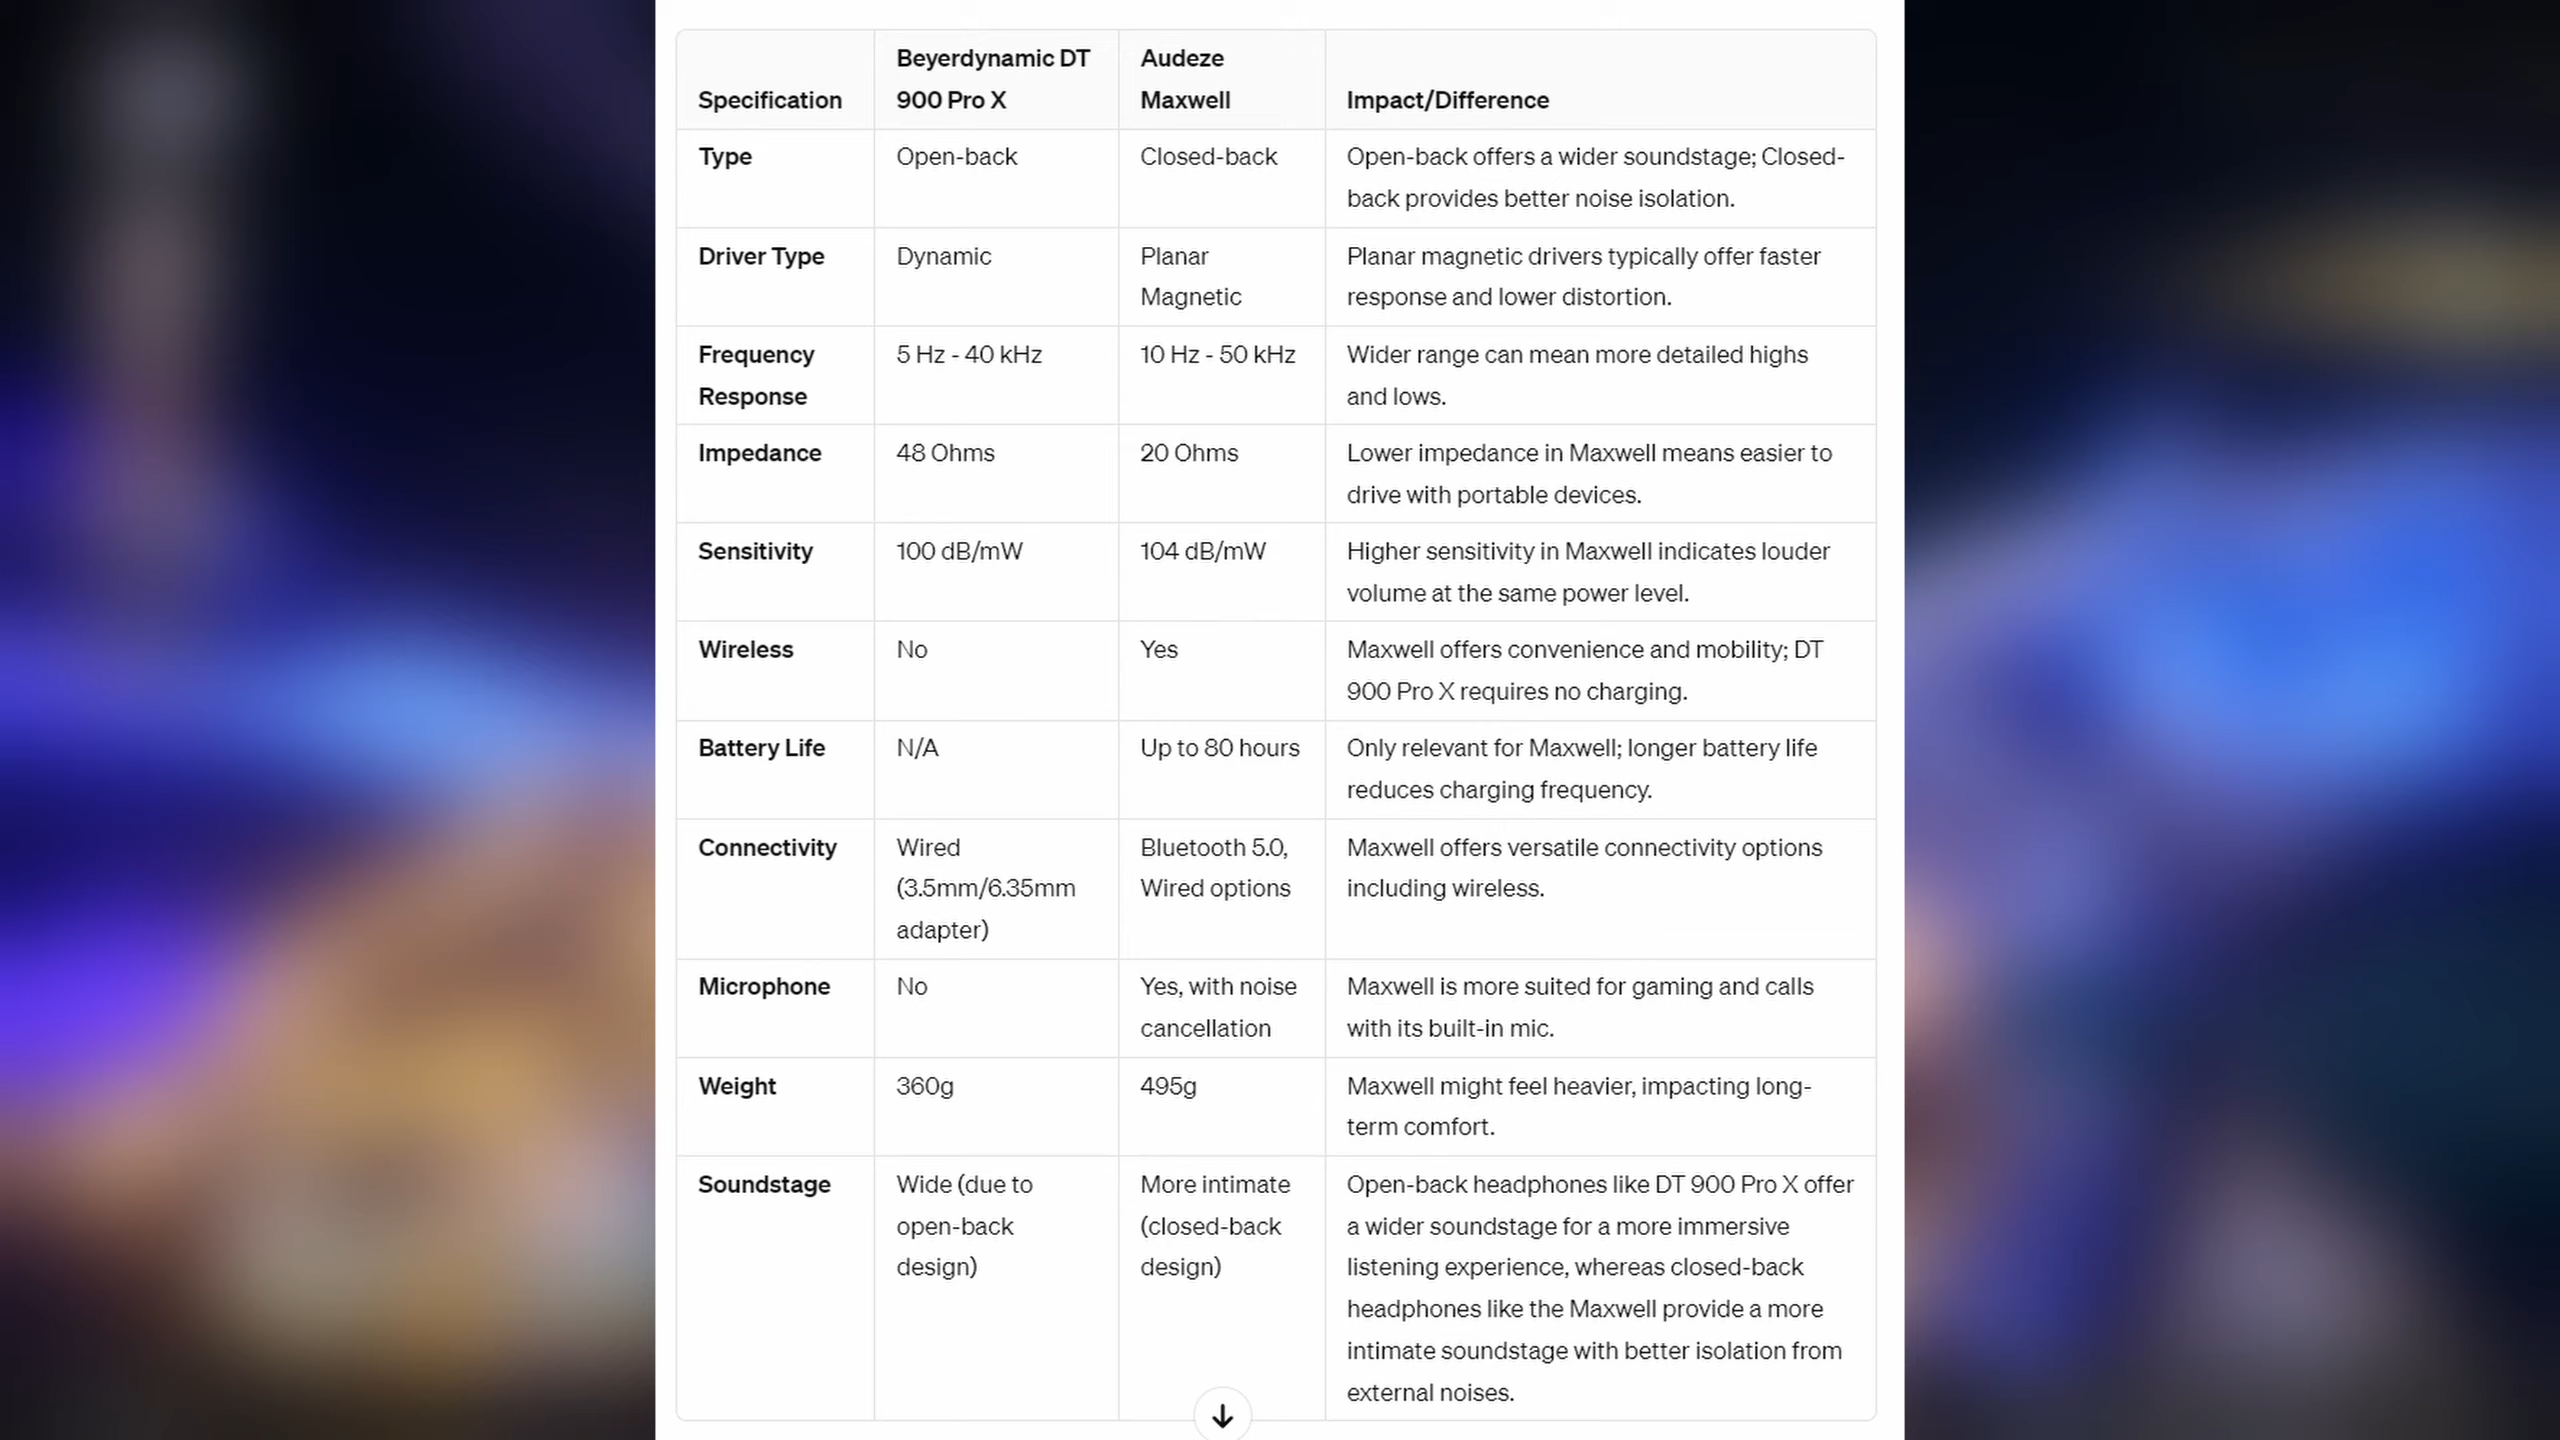 Specification
Beyerdynamic DT
900 Pro X
Audeze
Maxwell
Impact/Difference
Type
Open-back
Closed-back
Open-back offers a wider soundstage; Closed-
back provides better noise isolation.
Driver Type
Dynamic
Planar
Magnetic
Planar magnetic drivers typically offer faster
response and lower distortion.
Frequency
Response
5 Hz - 40 kHz
10 Hz - 50 kHz
Wider range can mean more detailed highs
and lows.
Impedance
48 Ohms
20 Ohms
Lower impedance in Maxwell means easier to
drive with portable devices.
Sensitivity
100 dB/mW
104 dB/mW
Higher sensitivity in Maxwell indicates louder
volume at the same power level.
Wireless
No
Yes
Maxwell offers convenience and mobility; DT
900 Pro X requires no charging.
Battery Life
N/A
Up to 80 hours
Only relevant for Maxwell; longer battery life
reduces charging frequency.
Connectivity
Wired
(3.5mm/6.35mm
adapter)
Bluetooth 5.0,
Wired options
Maxwell offers versatile connectivity options
including wireless.
Microphone
No
Yes, with noise
cancellation
Maxwell is more suited for gaming and calls
with its built-in mic.
Weight
360g
495g
Maxwell might feel heavier, impacting long-
term comfort.
Soundstage
Wide (due to
open-back
design)
More intimate
(closed-back
design)
Open-back headphones like DT 900 Pro X offer
a wider soundstage for a more immersive
listening experience, whereas closed-back
headphones like the Maxwell provide a more
intimate soundstage with better isolation from
external noises.